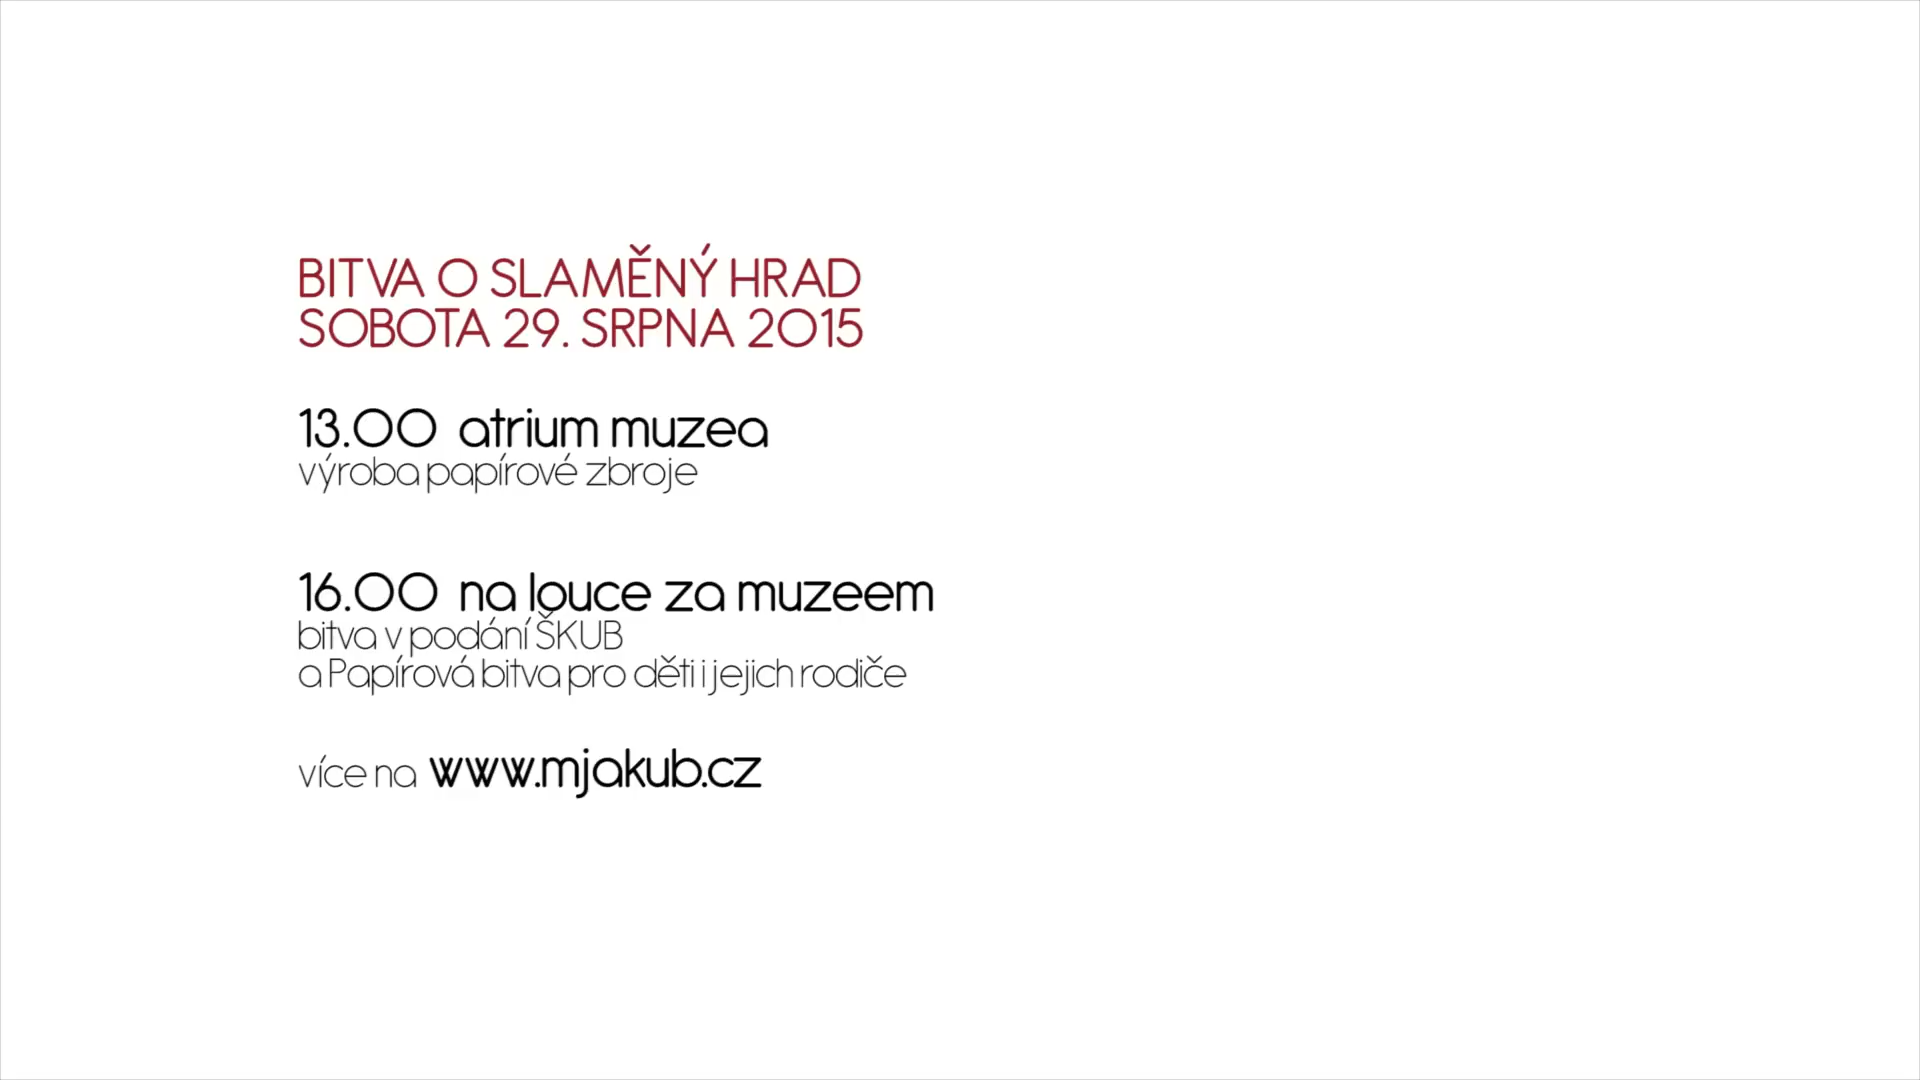 BITVA O SLAMĚNÝ HRAD
SOBOTA 29. SRPNA 2015
13.00 atrium muzea
výroba papírové zbroje
16.00 na louce za muzeem
bitva v podání ŠKUB
a Papírová bitva pro děti i jejich rodiče
více na www.mjakub.cz